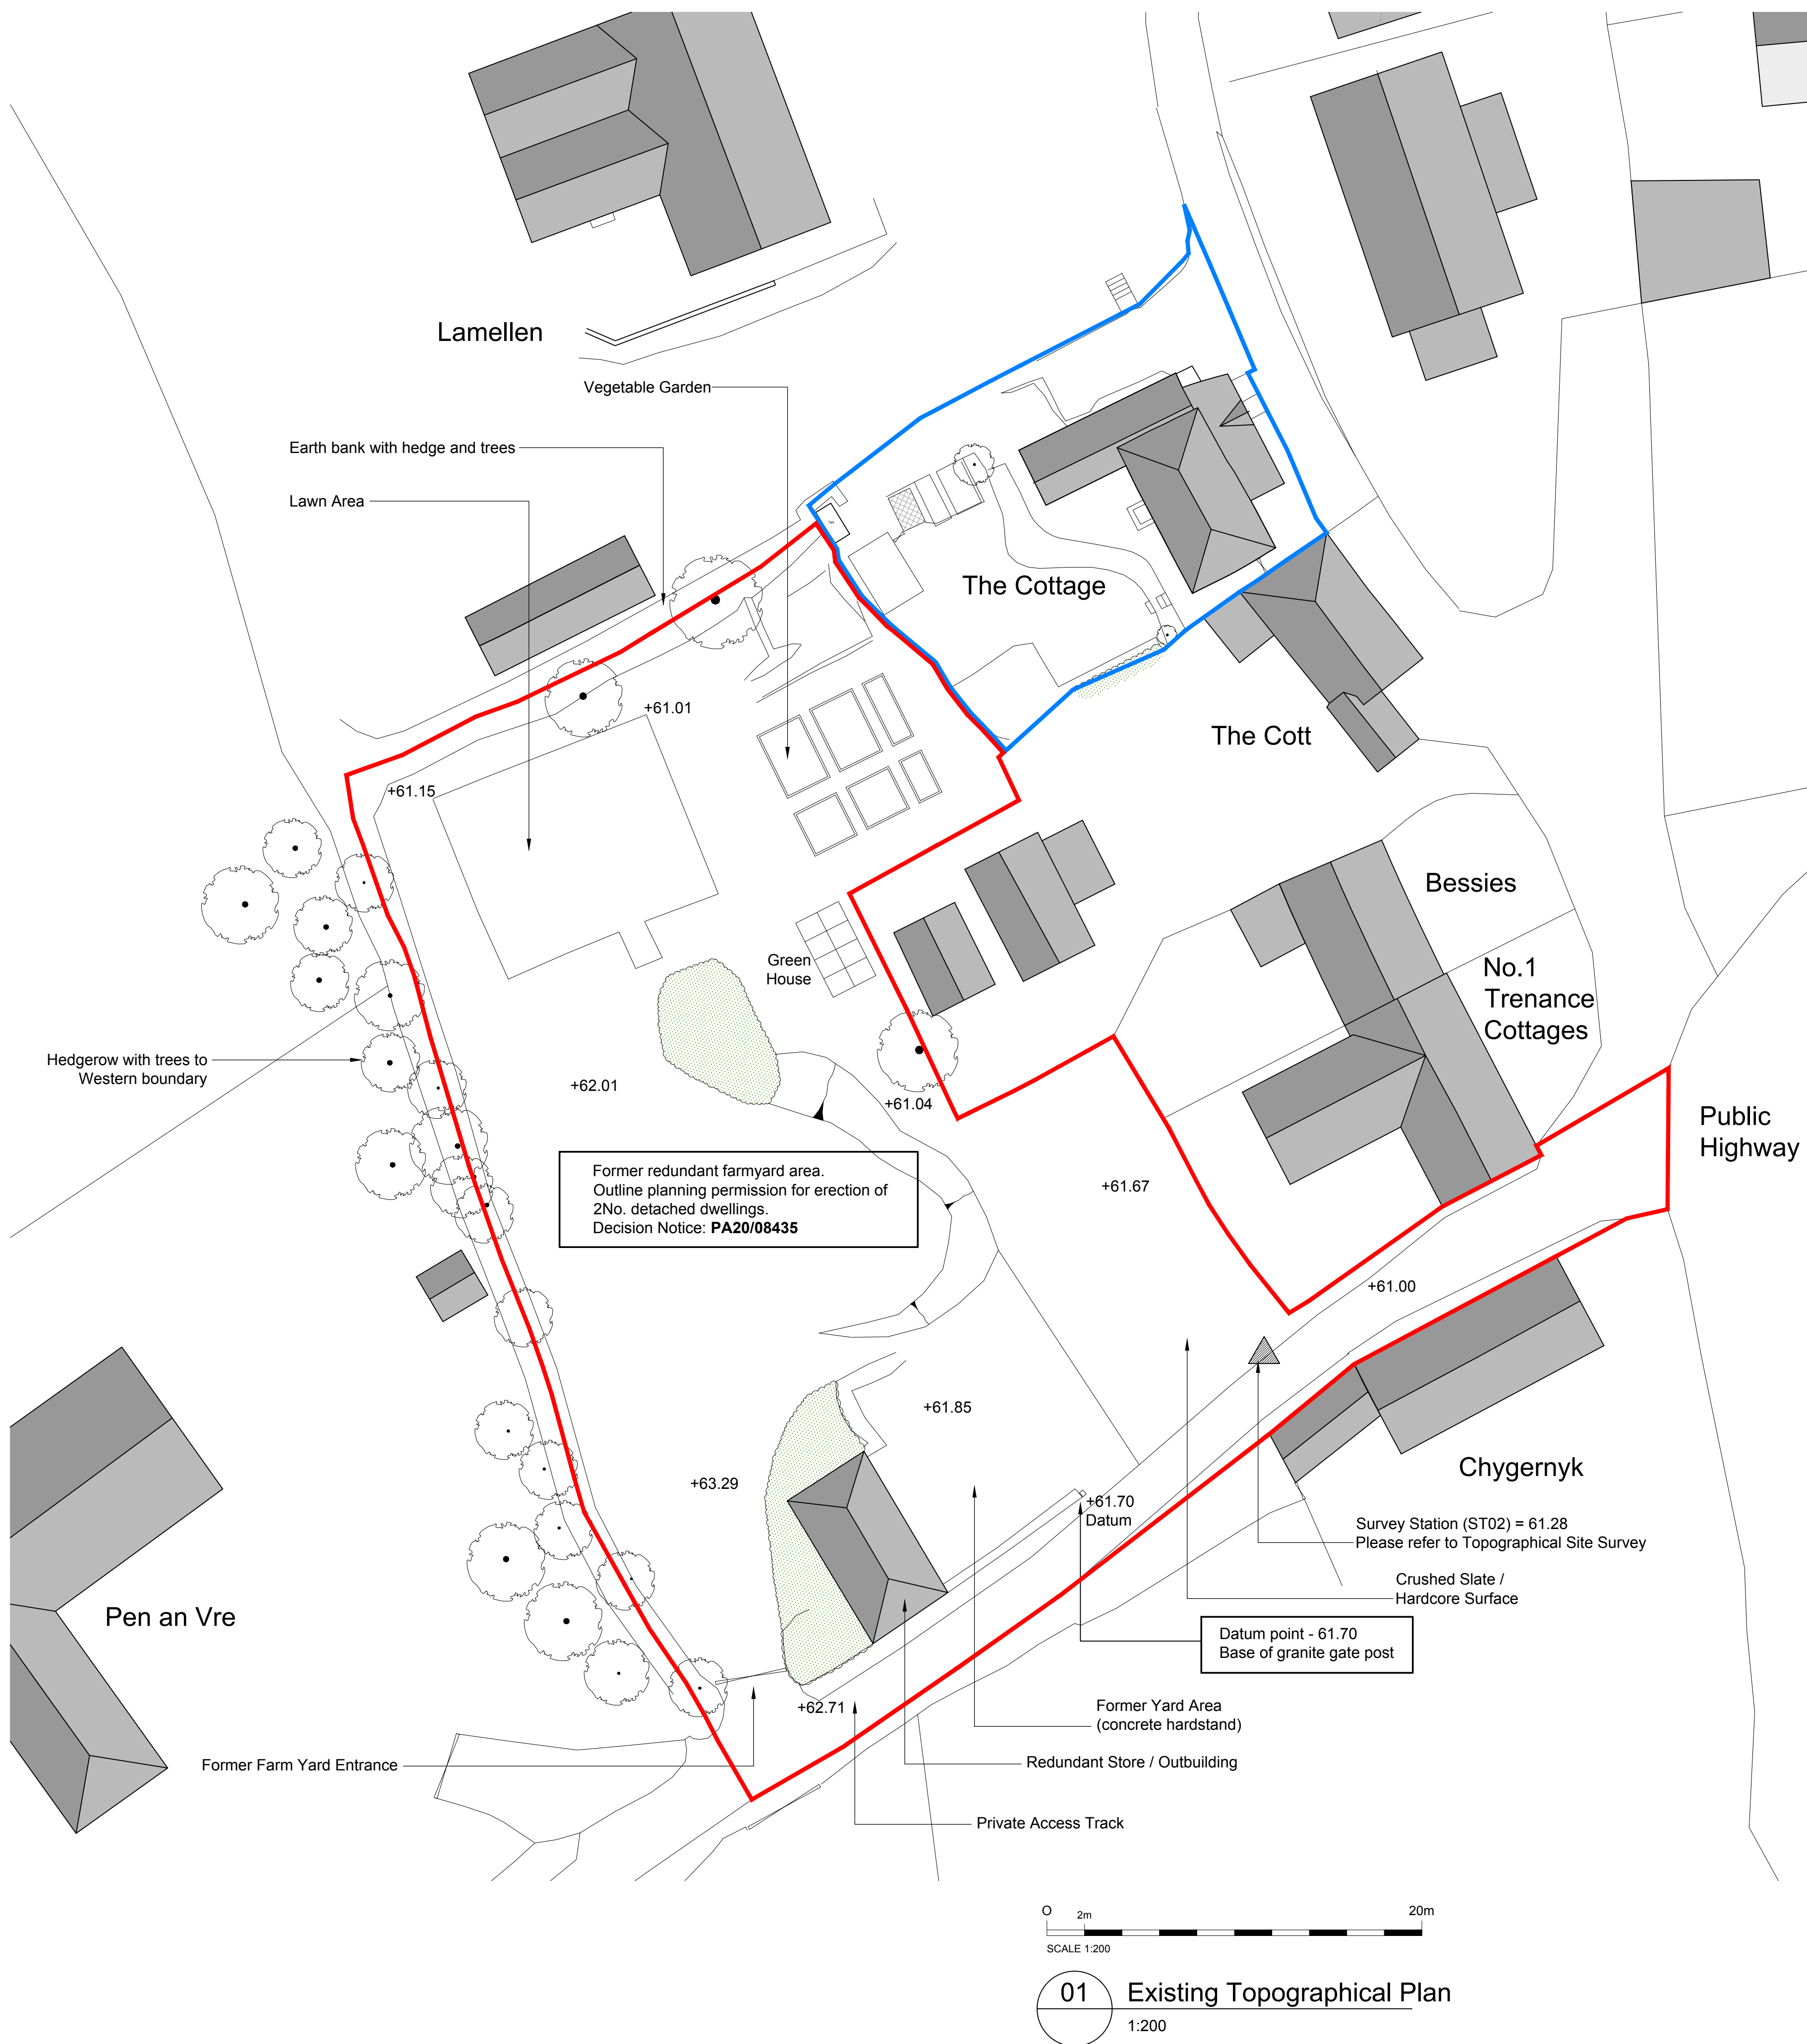 Lamellen
Vegetable Garden
Earth bank with hedge and trees
Lawn Area
The Cottage
+61.01
The Cott
+61.15
Bessies
Green
House
No.1
Trenance
Cottages
Hedgerow with trees to
Western boundary
+62.01
+61.04
Public
Highway
Former redundant farmyard area.
Outline planning permission for erection of
2No. detached dwellings.
Decision Notice: PA20/08435
+61.67
+61.00
+61.85
Chygernyk
+63.29
+61.70
Datum
Survey Station (ST02) = 61.28
Please refer to Topographical Site Survey
Crushed Slate /
Hardcore Surface
Pen an Vre
Datum point - 61.70
Base of granite gate post
+62.71
Former Yard Area
(concrete hardstand)
Former Farm Yard Entrance
Redundant Store / Outbuilding
Private Access Track
O 2m 20m
SCALE 1:200
01 Existing Topographical Plan
1:200